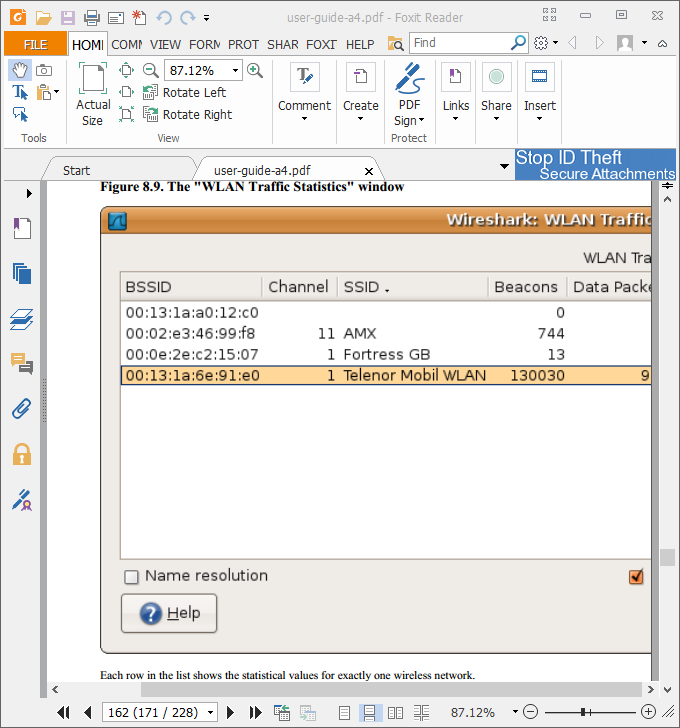 user-guide-a4.pdf - Foxit Reader
FILE HOME COMM VIEW FORM PROT SHAR FOXT HELP Find
87.12%
Actual Size
Rotate Left
Rotate Right
Comment
Create
PDF Sign
Links
Share
Insert
Tools View Protect
Start user-guide-a4.pdf
Stop ID Theft
Secure Attachments
Figure 8.9. The "WLAN Traffic Statistics" window
Wireshark: WLAN Traffic
WLAN Tra
BSSID Channel SSID Beacons Data Packe
00:13:1a:a0:12:c0 0
00:02:e3:46:99:f8 11 AMX 744
00:0e:2e:c2:15:07 1 Fortress GB 13
00:13:1a:6e:91:e0 1 Telenor Mobil WLAN 130030 9
Name resolution
Help
Each row in the list shows the statistical values for exactly one wireless network.
162 (171 / 228) 87.12%